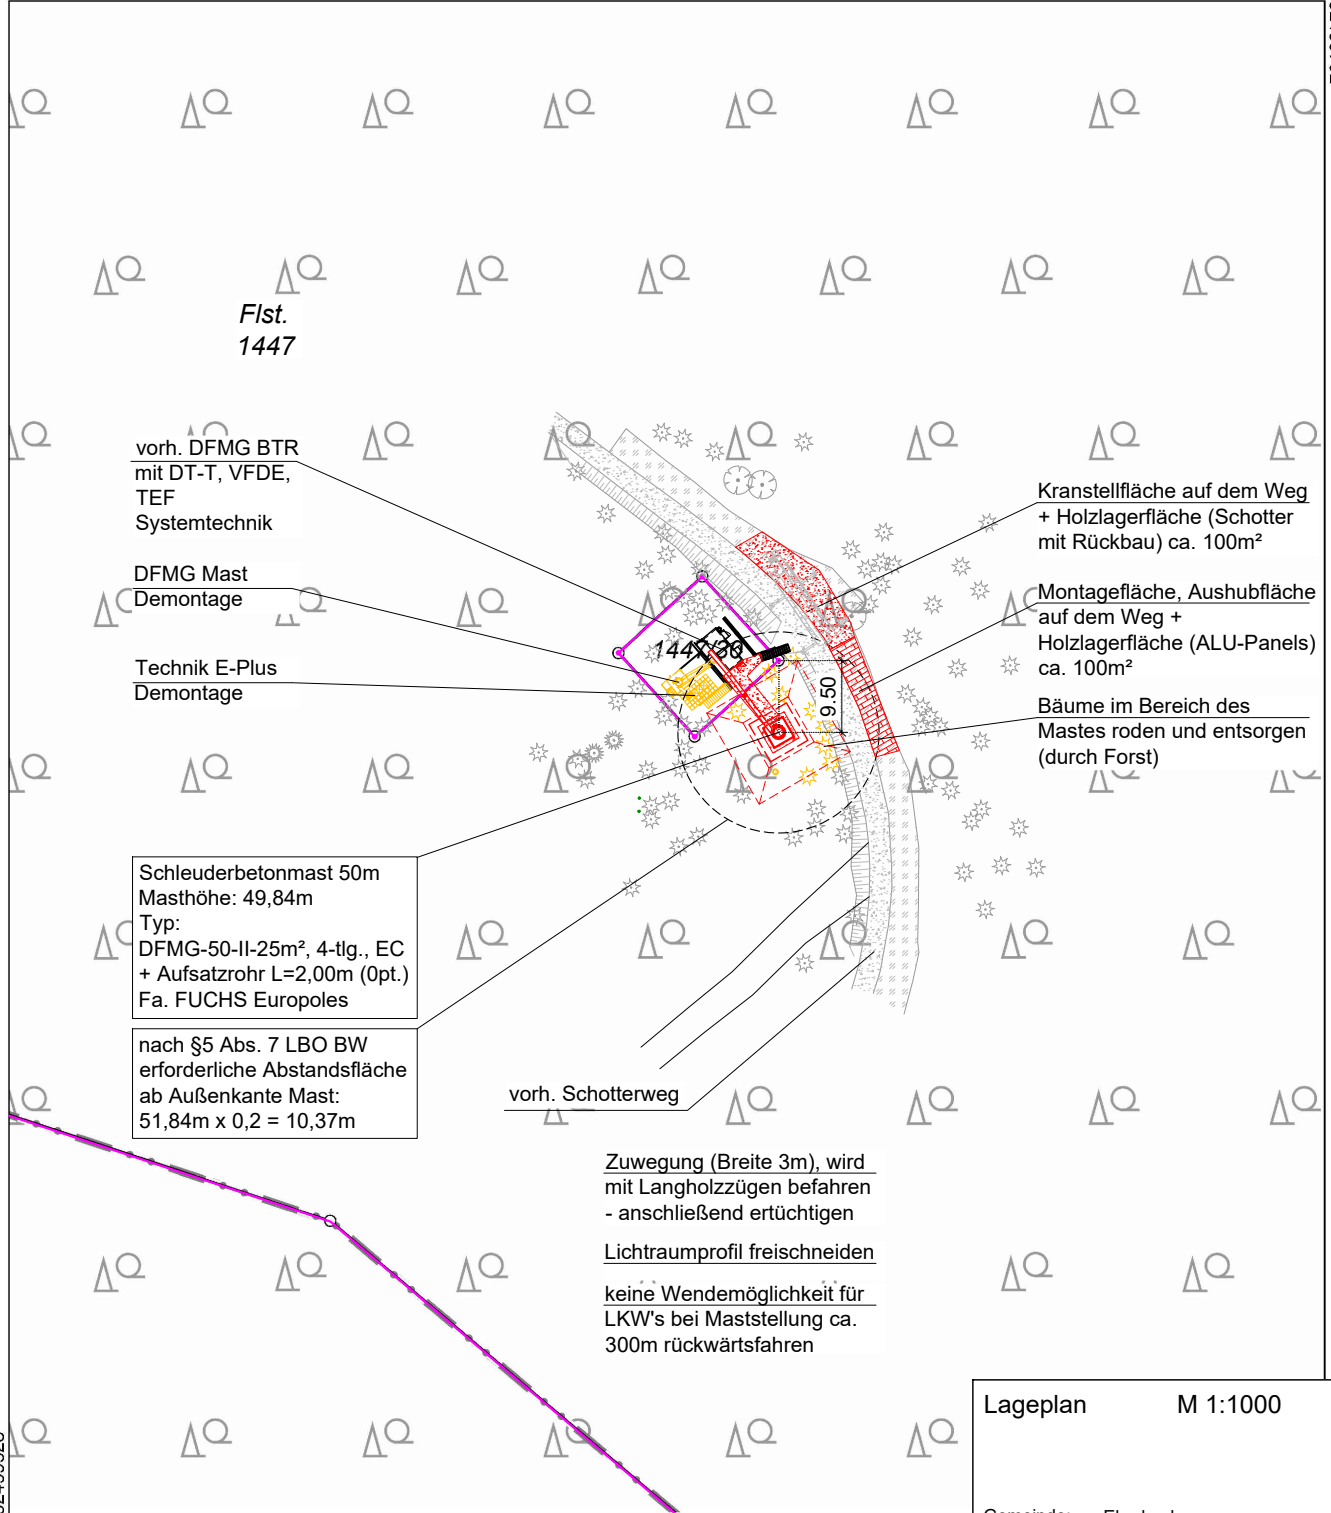 Flst.
1447
vorh. DFMG BTR
mit DT-T, VFDE,
TEF
Systemtechnik
DFMG Mast
Demontage
Technik E-Plus
Demontage
Kranstellfläche auf dem Weg
+ Holzlagerfläche (Schotter
mit Rückbau) ca. 100m²
Montagefläche, Aushubfläche
auf dem Weg +
Holzlagerfläche (ALU-Panels)
ca. 100m²
Bäume im Bereich des
Mastes roden und entsorgen
(durch Forst)
1447/30
9.50
Schleuderbetonmast 50m
Masthöhe: 49,84m
Typ:
DFMG-50-II-25m², 4-tlg., EC
+ Aufsatzrohr L=2,00m (0pt.)
Fa. FUCHS Europoles
nach §5 Abs. 7 LBO BW
erforderliche Abstandsfläche
ab Außenkante Mast:
51,84m x 0,2 = 10,37m
vorh. Schotterweg
Zuwegung (Breite 3m), wird
mit Langholzzügen befahren
- anschließend ertüchtigen
Lichtraumprofil freischneiden
keine Wendemöglichkeit für
LKW's bei Maststellung ca.
300m rückwärtsfahren
Lageplan M 1:1000